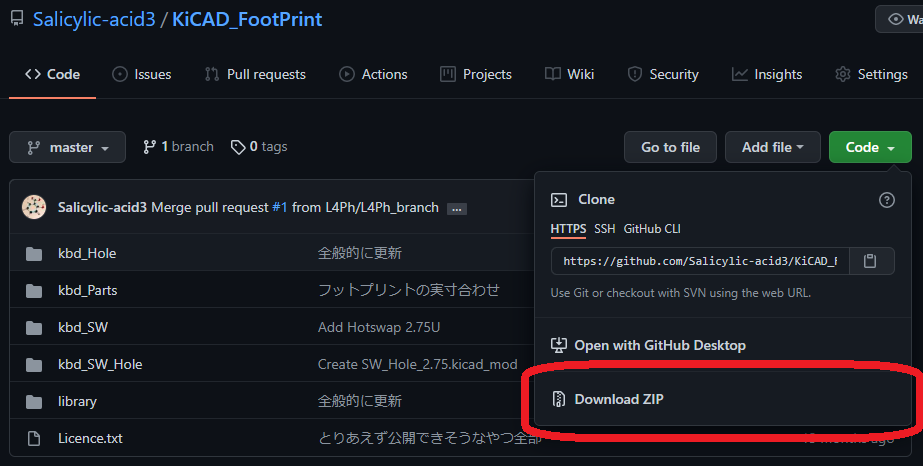 Salicylic-acid3 / KiCAD_FootPrint
Wa
Code Issues Pull requests Actions Projects Wiki Security Insights Settings
master 1 branch 0 tags Go to file Add file Code
Salicylic-acid3 Merge pull request #1 from L4Ph/L4Ph_branch ...
Clone
HTTPS SSH GitHub CLI
kbd_Hole 全般的に更新
https://github.com/Salicylic-acid3/KiCAD_F
kbd_Parts フットプリントの実寸合わせ
Use Git or checkout with SVN using the web URL.
kbd_SW Add Hotswap 2.75U
Open with GitHub Desktop
kbd_SW_Hole Create SW_Hole_2.75.kicad_mod
library 全般的に更新
Download ZIP
Licence.txt とりあえず公開できそうなやつ全部
months ago